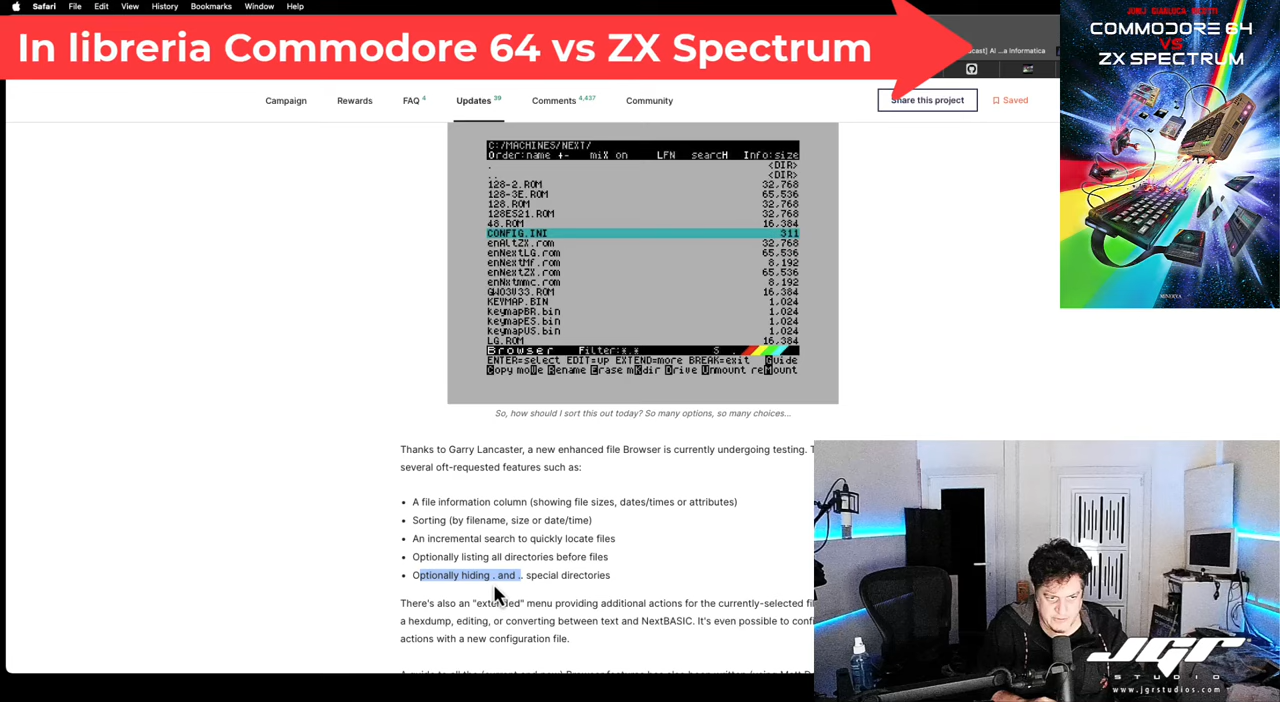 Safari File Edit View History Bookmarks Window Help
In libreria Commodore 64 vs ZX Spectrum
cast] Al ...a Informatica
COMMODORE 64
VS
ZX SPECTRUM
MINERVA
Campaign Rewards FAQ 4 Updates 39 Comments 4,437 Community
Share this project Saved
C:/MACHINES/NEXT/
Order:name +- miX on LFN searcH Info:size
. <DIR>
.. <DIR>
128-2.ROM 32,768
128-3E.ROM 65,536
128.ROM 32,768
128ES21.ROM 32,768
48.ROM 16,384
CONFIG.INI 311
enAltZX.rom 32,768
enNextLG.rom 65,536
enNextMf.rom 8,192
enNextZX.rom 65,536
enNxtmmc.rom 8,192
GW03V33.ROM 16,384
KEYMAP.BIN 1,024
keymapBR.bin 1,024
keymapES.bin 1,024
keymapUS.bin 1,024
LG.ROM 16,384
Browser Filter:*.* S
ENTER=select EDIT=up EXTEND=more BREAK=exit Guide
Copy moVe Rename Erase mKdir Drive Unmount reMount
So, how should I sort this out today? So many options, so many choices...
Thanks to Garry Lancaster, a new enhanced file Browser is currently undergoing testing. T
several oft-requested features such as:
• A file information column (showing file sizes, dates/times or attributes)
• Sorting (by filename, size or date/time)
• An incremental search to quickly locate files
• Optionally listing all directories before files
• Optionally hiding . and .. special directories
There's also an "extended" menu providing additional actions for the currently-selected fil
a hexdump, editing, or converting between text and NextBASIC. It's even possible to confi
actions with a new configuration file.
JGR
STUDIO
www.jgrstudios.com